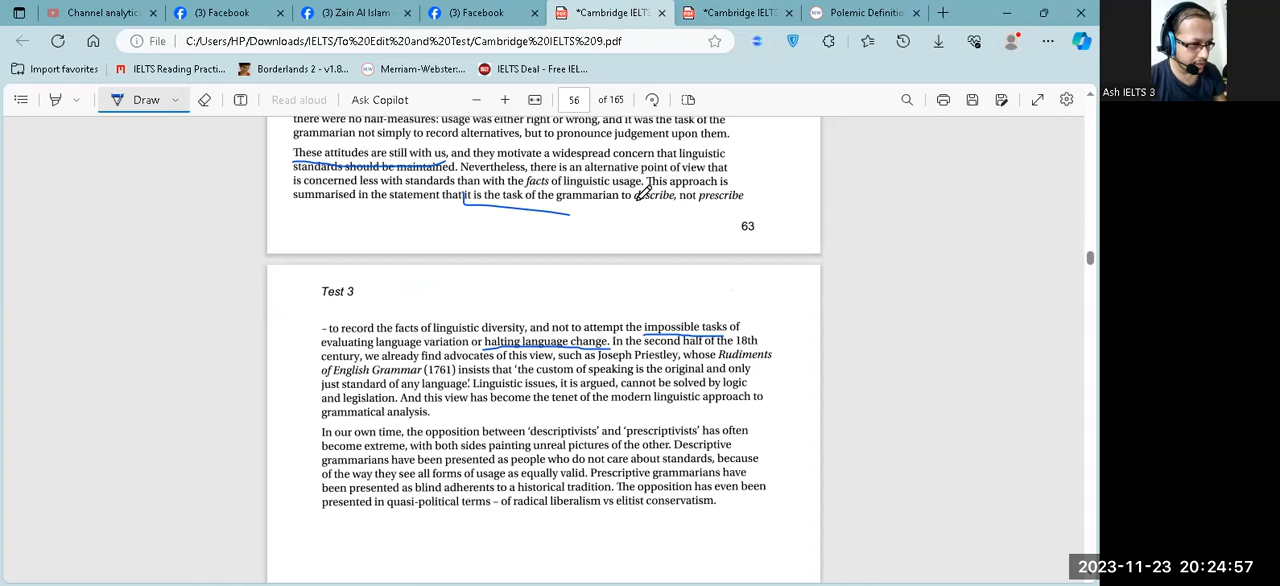 Channel analytic
(3) Facebook
(3) Zain Al Islam
(3) Facebook
*Cambridge IELTS
*Cambridge IELTS
Polemic Definitio
File
C:/Users/HP/Downloads/IELTS/To%20Edit%20and%20Test/Cambridge%20IELTS%209.pdf
Import favorites
IELTS Reading Practi...
Borderlands 2 - v1.8...
Merriam-Webster:...
IELTS Deal - Free IEL...
Draw
Read aloud
Ask Copilot
56 of 165
Ash IELTS 3
there were no half-measures: usage was either right or wrong, and it was the task of the
grammarian not simply to record alternatives, but to pronounce judgement upon them.
These attitudes are still with us, and they motivate a widespread concern that linguistic
standards should be maintained. Nevertheless, there is an alternative point of view that
is concerned less with standards than with the facts of linguistic usage. This approach is
summarised in the statement that it is the task of the grammarian to describe, not prescribe
63
Test 3
– to record the facts of linguistic diversity, and not to attempt the impossible tasks of
evaluating language variation or halting language change. In the second half of the 18th
century, we already find advocates of this view, such as Joseph Priestley, whose Rudiments
of English Grammar (1761) insists that 'the custom of speaking is the original and only
just standard of any language'. Linguistic issues, it is argued, cannot be solved by logic
and legislation. And this view has become the tenet of the modern linguistic approach to
grammatical analysis.
In our own time, the opposition between 'descriptivists' and 'prescriptivists' has often
become extreme, with both sides painting unreal pictures of the other. Descriptive
grammarians have been presented as people who do not care about standards, because
of the way they see all forms of usage as equally valid. Prescriptive grammarians have
been presented as blind adherents to a historical tradition. The opposition has even been
presented in quasi-political terms – of radical liberalism vs elitist conservatism.
2023-11-23 20:24:57